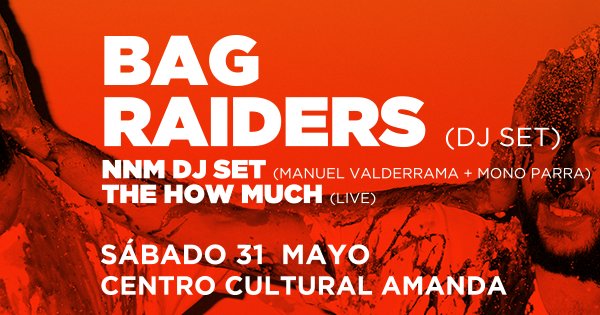 BAG
RAIDERS (DJ SET)
NNM DJ SET (MANUEL VALDERRAMA + MONO PARRA)
THE HOW MUCH (LIVE)
SÁBADO 31 MAYO
CENTRO CULTURAL AMANDA